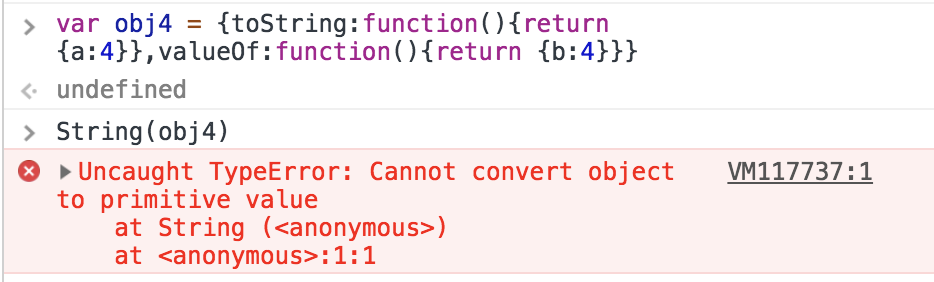 var obj4 = {toString:function(){return
{a:4}},valueOf:function(){return {b:4}}}
undefined
String(obj4)
Uncaught TypeError: Cannot convert object VM117737:1
to primitive value
at String (<anonymous>)
at <anonymous>:1:1